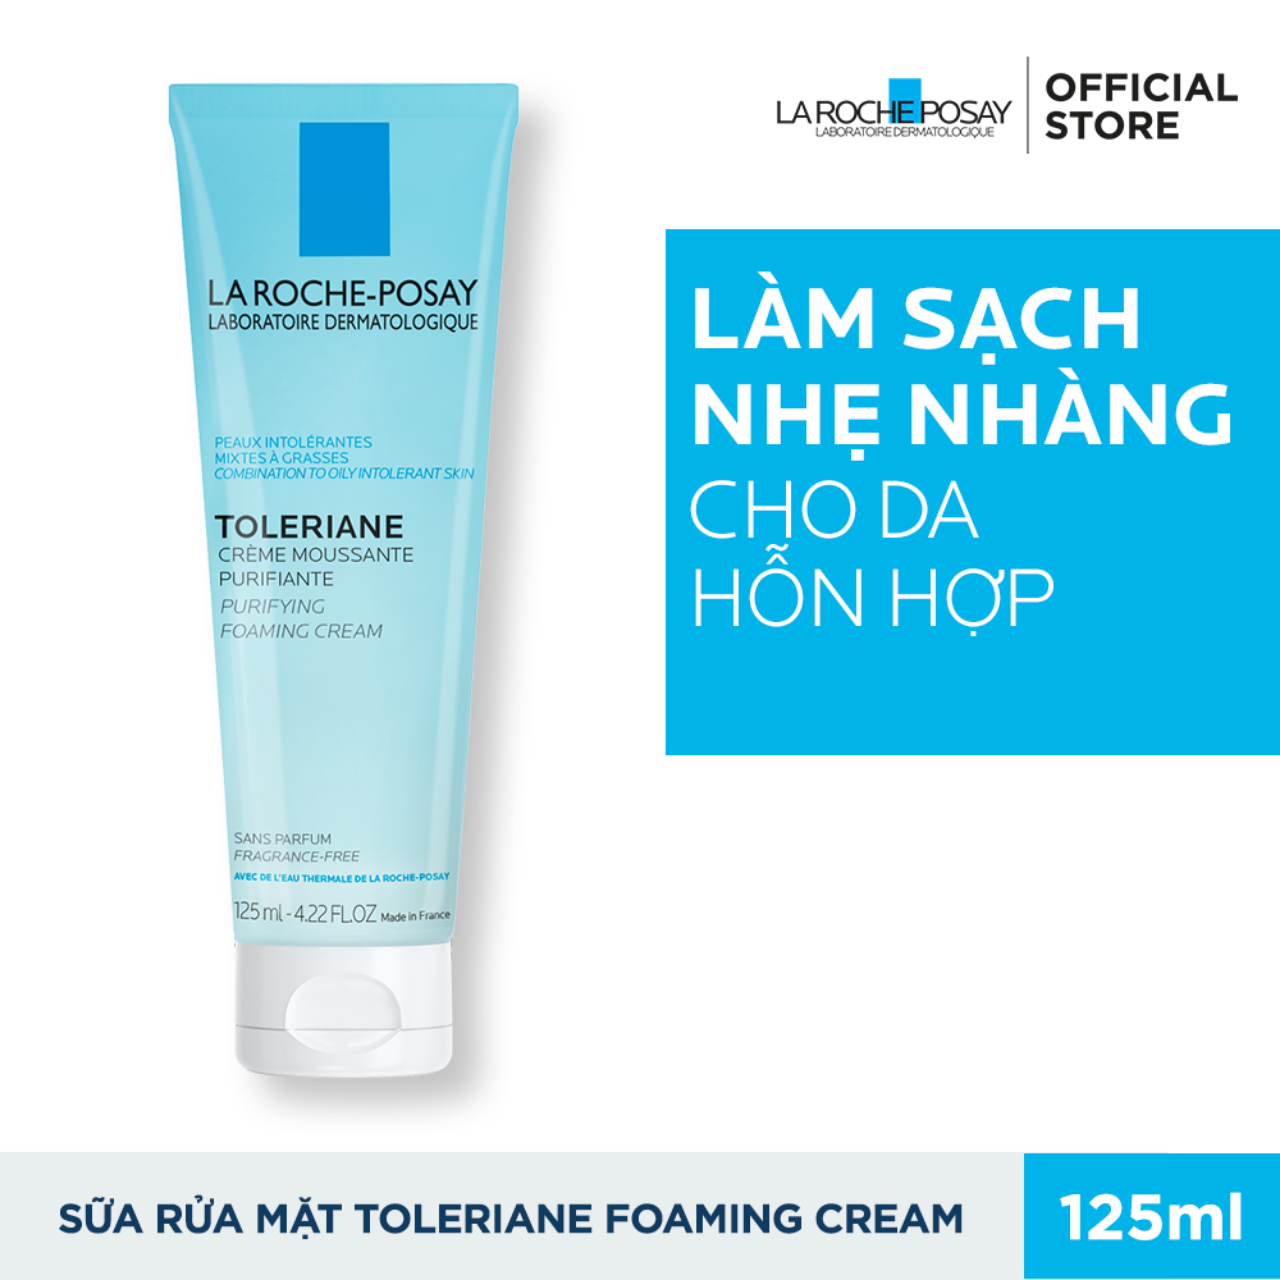 LA ROCHE-POSAY
LABORATOIRE DERMATOLOGIQUE
PEAUX INTOLÉRANTES
MIXTES À GRASSES
COMBINATION TO OILY INTOLERANT SKIN
TOLERIANE
CRÈME MOUSSANTE
PURIFIANTE
PURIFYING
FOAMING CREAM
SANS PARFUM
FRAGRANCE-FREE
AVEC DE L'EAU THERMALE DE LA ROCHE-POSAY
125 ml - 4.22 FL.OZ Made in France
LA ROCHE POSAY
LABORATOIRE DERMATOLOGIQUE
OFFICIAL
STORE
LÀM SẠCH
NHẸ NHÀNG
CHO DA
HỖN HỢP
SỮA RỬA MẶT TOLERIANE FOAMING CREAM
125ml